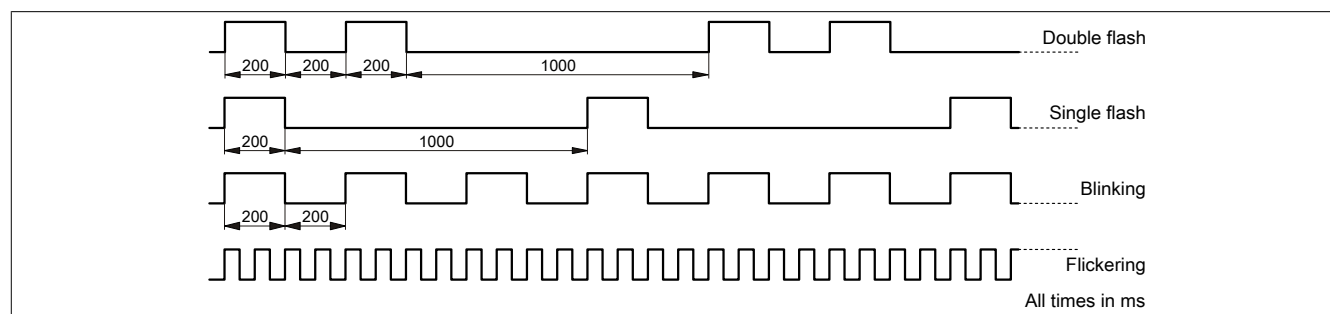 Double flash
200 200 200 1000
Single flash
200 1000
Blinking
200 200
Flickering
All times in ms